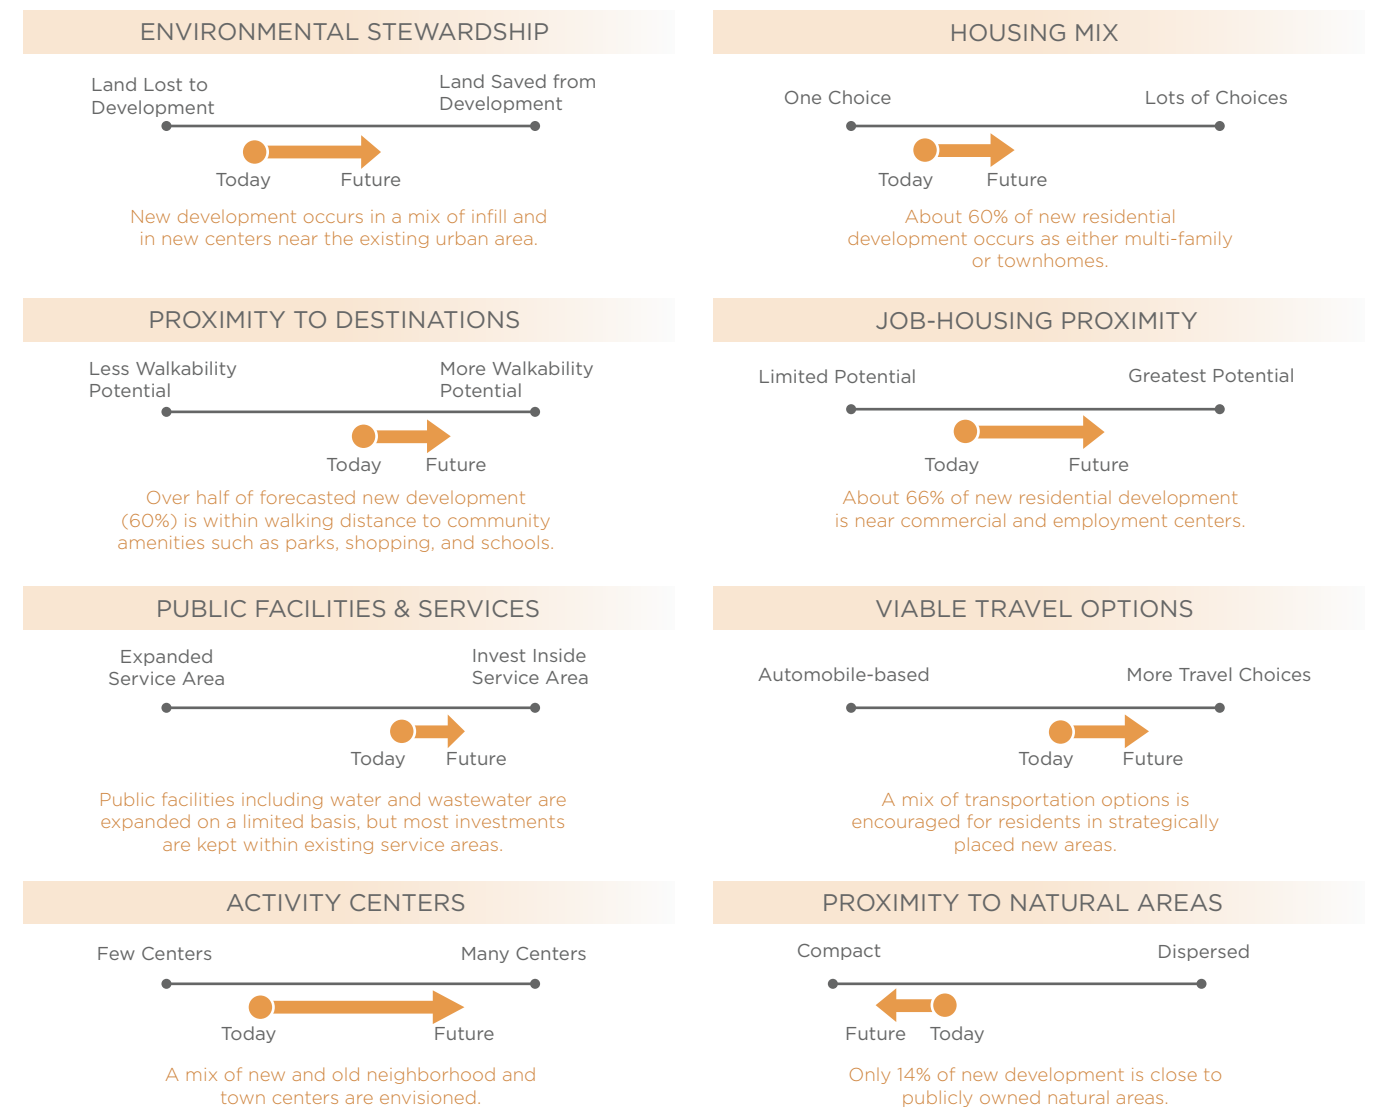 ENVIRONMENTAL STEWARDSHIP
Land Lost to
Development
Land Saved from
Development
Today
Future
New development occurs in a mix of infill and
in new centers near the existing urban area.
HOUSING MIX
One Choice
Lots of Choices
Today
Future
About 60% of new residential
development occurs as either multi-family
or townhomes.
PROXIMITY TO DESTINATIONS
Less Walkability
Potential
More Walkability
Potential
Today
Future
Over half of forecasted new development
(60%) is within walking distance to community
amenities such as parks, shopping, and schools.
JOB-HOUSING PROXIMITY
Limited Potential
Greatest Potential
Today
Future
About 66% of new residential development
is near commercial and employment centers.
PUBLIC FACILITIES & SERVICES
Expanded
Service Area
Invest Inside
Service Area
Today
Future
Public facilities including water and wastewater are
expanded on a limited basis, but most investments
are kept within existing service areas.
VIABLE TRAVEL OPTIONS
Automobile-based
More Travel Choices
Today
Future
A mix of transportation options is
encouraged for residents in strategically
placed new areas.
ACTIVITY CENTERS
Few Centers
Many Centers
Today
Future
A mix of new and old neighborhood and
town centers are envisioned.
PROXIMITY TO NATURAL AREAS
Compact
Dispersed
Future
Today
Only 14% of new development is close to
publicly owned natural areas.